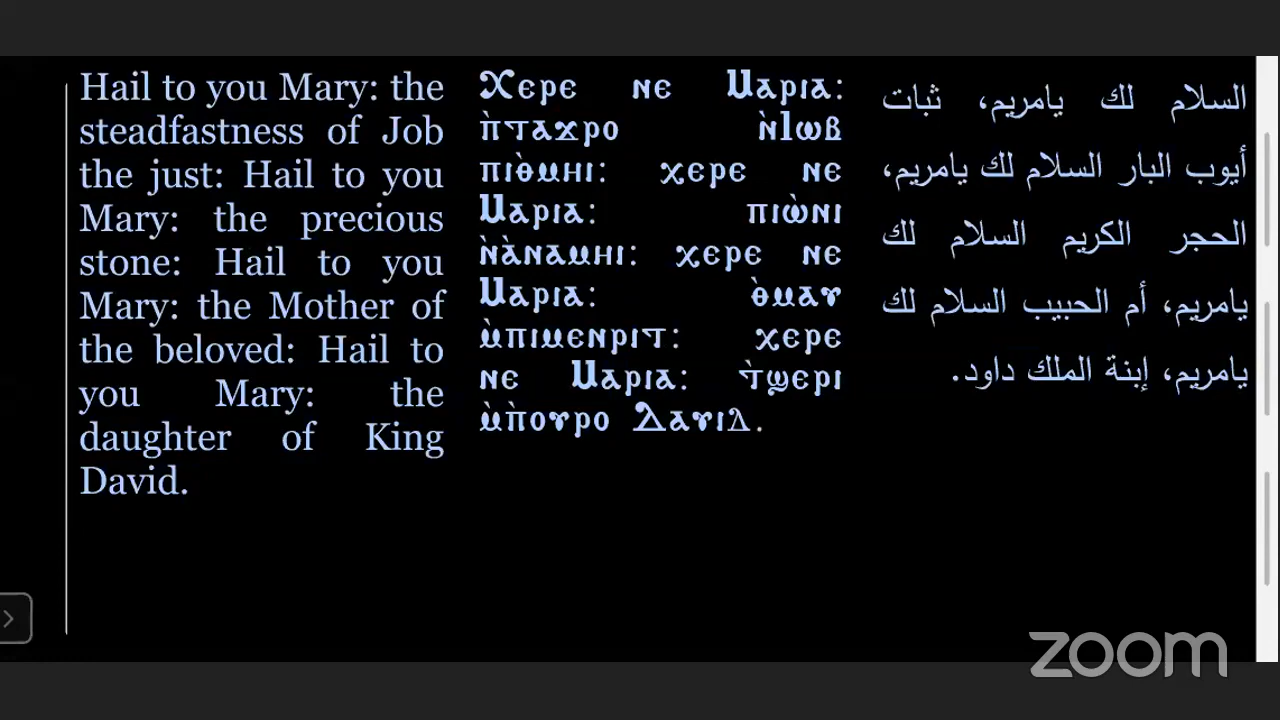 Hail to you Mary: the
steadfastness of Job
the just: Hail to you
Mary: the precious
stone: Hail to you
Mary: the Mother of
the beloved: Hail to
you Mary: the
daughter of King
David.
Ⲭⲉⲣⲉ ⲛⲉ Ⲙⲁⲣⲓⲁ:
ⲡ̀ⲧⲁϫⲣⲟ ⲛ̀Ⲓⲱⲃ
ⲡⲓⲑ̀ⲙⲏⲓ: ⲭⲉⲣⲉ ⲛⲉ
Ⲙⲁⲣⲓⲁ: ⲡⲓⲱ̀ⲛⲓ
ⲛ̀ⲁ̀ⲛⲁⲙⲏⲓ: ⲭⲉⲣⲉ ⲛⲉ
Ⲙⲁⲣⲓⲁ: ⲑ̀ⲙⲁⲩ
ⲙ̀ⲡⲓⲙⲉⲛⲣⲓⲧ: ⲭⲉⲣⲉ
ⲛⲉ Ⲙⲁⲣⲓⲁ: ⲧ̀ϣⲉⲣⲓ
ⲙ̀ⲡ̀ⲟⲩⲣⲟ Ⲇⲁⲩⲓⲇ.
السلام لك يامريم، ثبات
أيوب البار السلام لك يامريم،
الحجر الكريم السلام لك
يامريم، أم الحبيب السلام لك
يامريم، إبنة الملك داود.
zoom